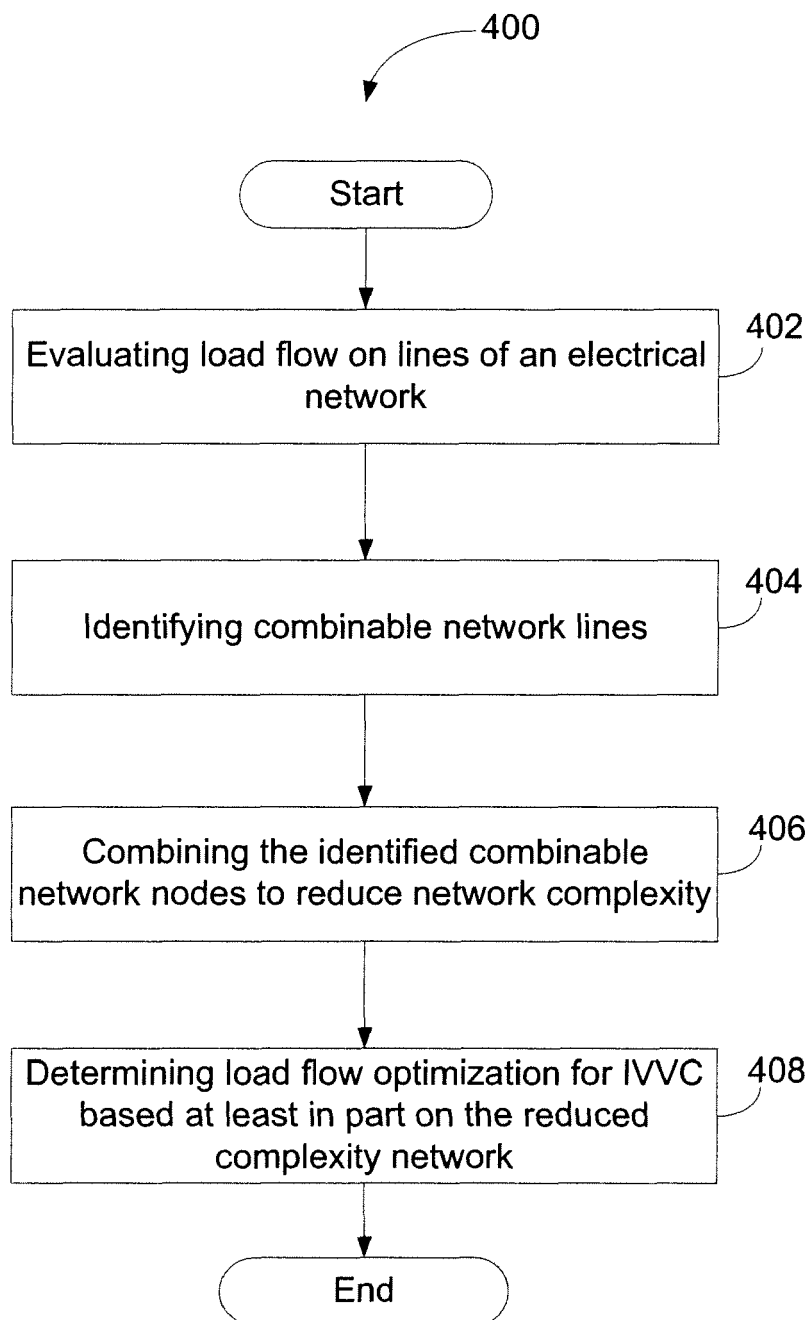 400
Start
402
Evaluating load flow on lines of an electrical
network
404
Identifying combinable network lines
406
Combining the identified combinable
network nodes to reduce network complexity
408
Determining load flow optimization for IVVC
based at least in part on the reduced
complexity network
End